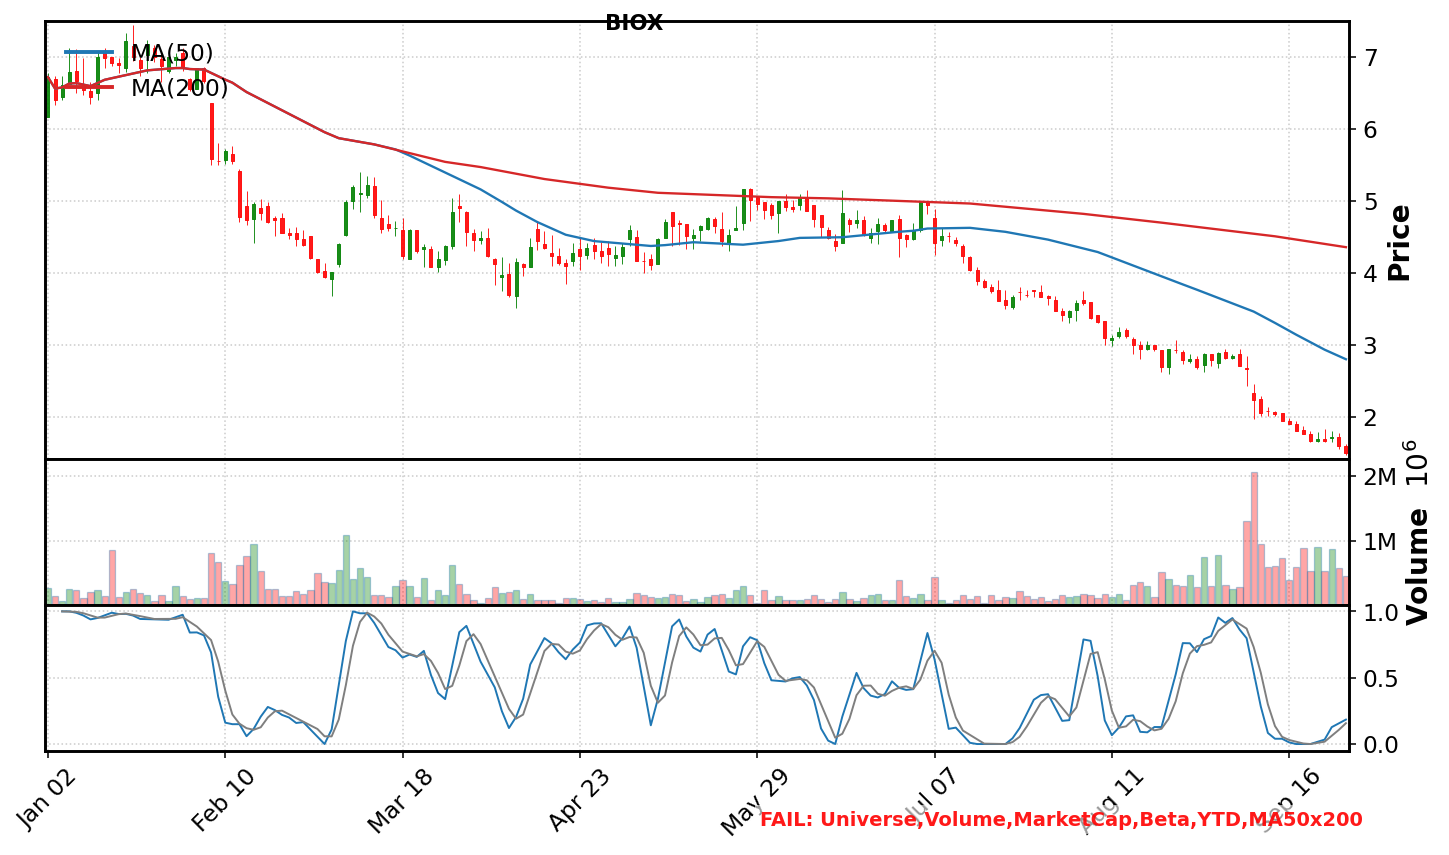 BIOX
MA(50)
MA(200)
7
6
5
4
3
2
Price
2M
1M
Volume 10⁶
1.0
0.5
0.0
Jan 02
Feb 10
Mar 18
Apr 23
May 29
Jul 07
Aug 11
Sep 16
FAIL: Universe,Volume,MarketCap,Beta,YTD,MA50x200